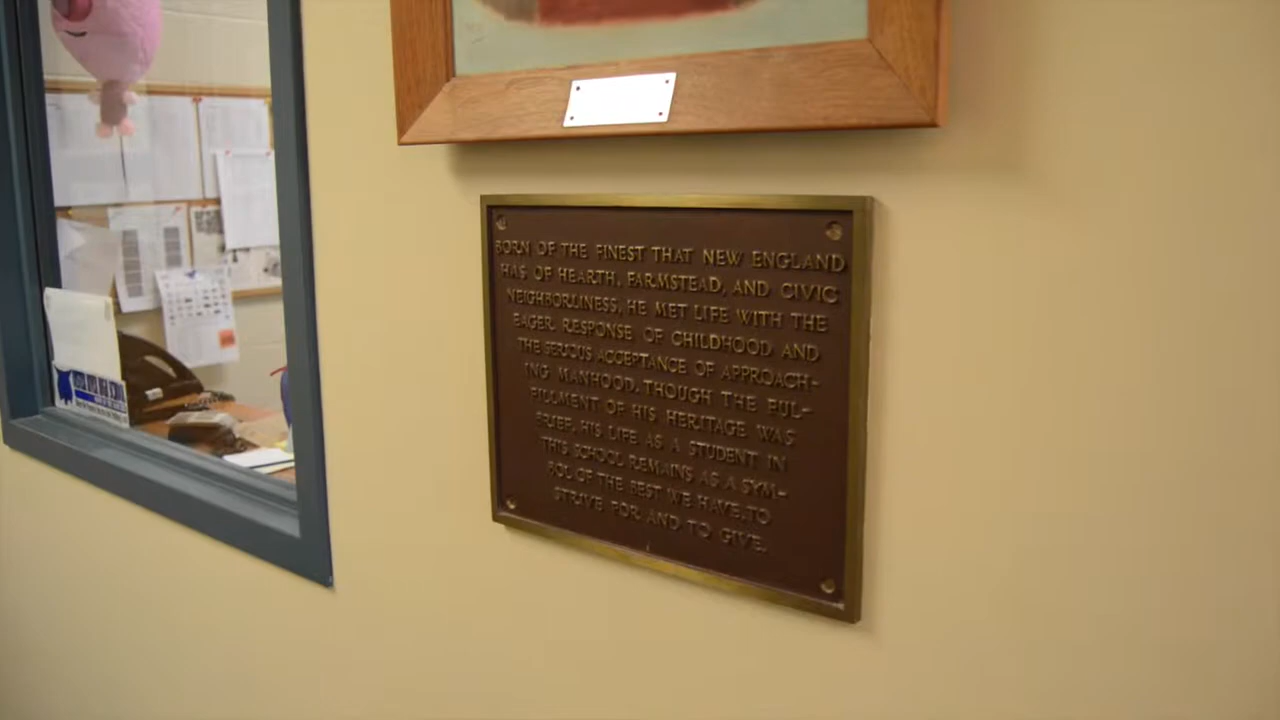 BORN OF THE FINEST THAT NEW ENGLAND
HAS OF HEARTH, FARMSTEAD, AND CIVIC
NEIGHBORLINESS, HE MET LIFE WITH THE
EAGER RESPONSE OF CHILDHOOD AND
THE SERIOUS ACCEPTANCE OF APPROACH-
ING MANHOOD. THOUGH THE FUL-
FILLMENT OF HIS HERITAGE WAS
BRIEF, HIS LIFE AS A STUDENT IN
THIS SCHOOL REMAINS AS A SYM-
BOL OF THE BEST WE HAVE TO
STRIVE FOR AND TO GIVE.